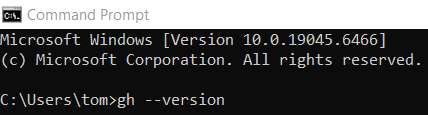 Command Prompt
Microsoft Windows [Version 10.0.19045.6466]
(c) Microsoft Corporation. All rights reserved.
C:\Users\tom>gh --version